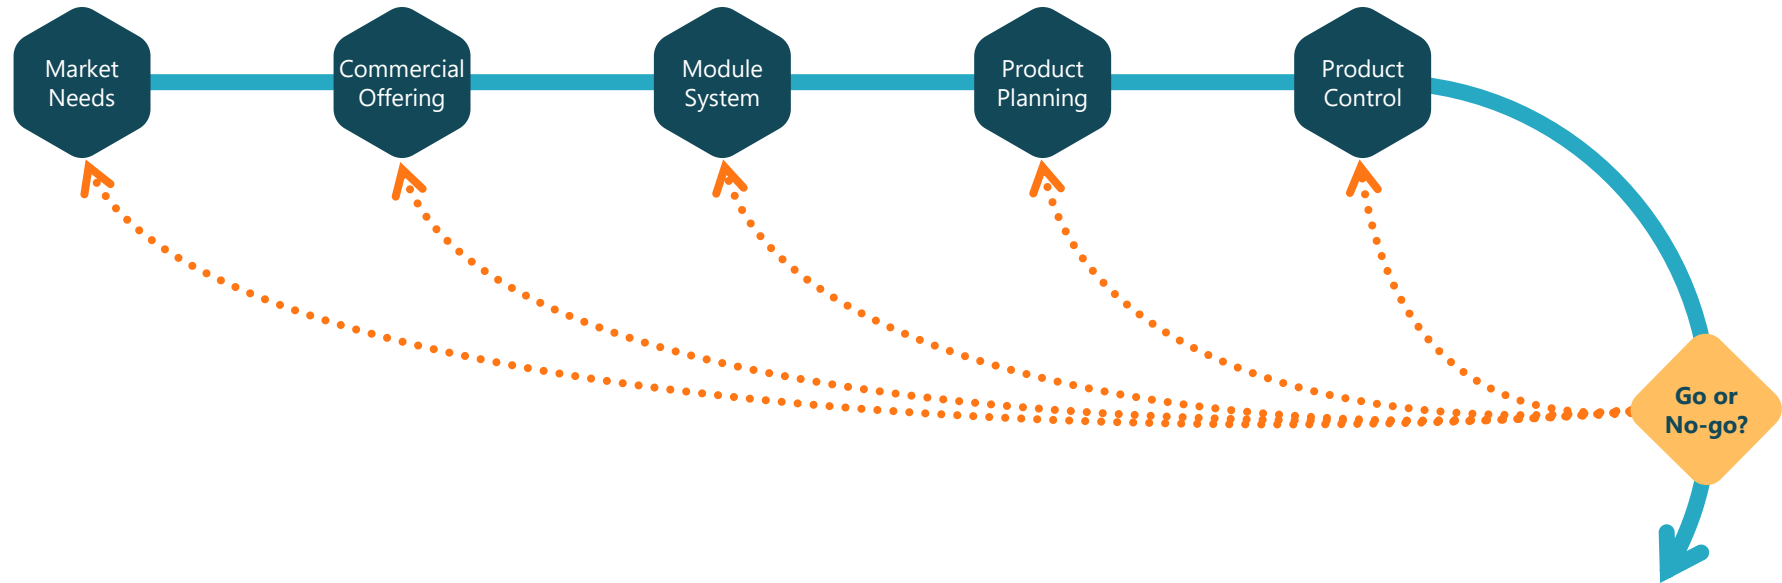 Market
Needs
Commercial
Offering
Module
System
Product
Planning
Product
Control
Go or
No-go?